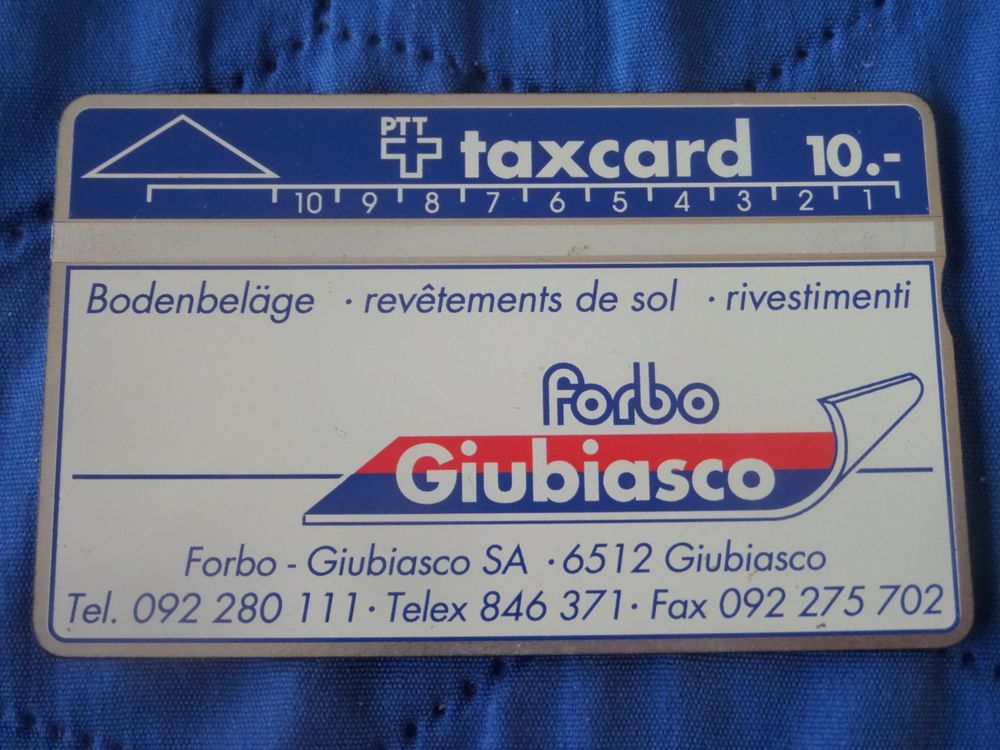 PTT taxcard 10.-
10 9 8 7 6 5 4 3 2 1
Bodenbeläge · revêtements de sol · rivestimenti
forbo
Giubiasco
Forbo - Giubiasco SA · 6512 Giubiasco
Tel. 092 280 111 · Telex 846 371 · Fax 092 275 702